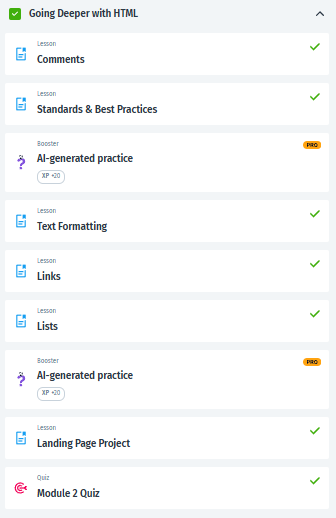 Going Deeper with HTML
Lesson
Comments
Lesson
Standards & Best Practices
Booster
PRO
AI-generated practice
XP +20
Lesson
Text Formatting
Lesson
Links
Lesson
Lists
Booster
PRO
AI-generated practice
XP +20
Lesson
Landing Page Project
Quiz
Module 2 Quiz